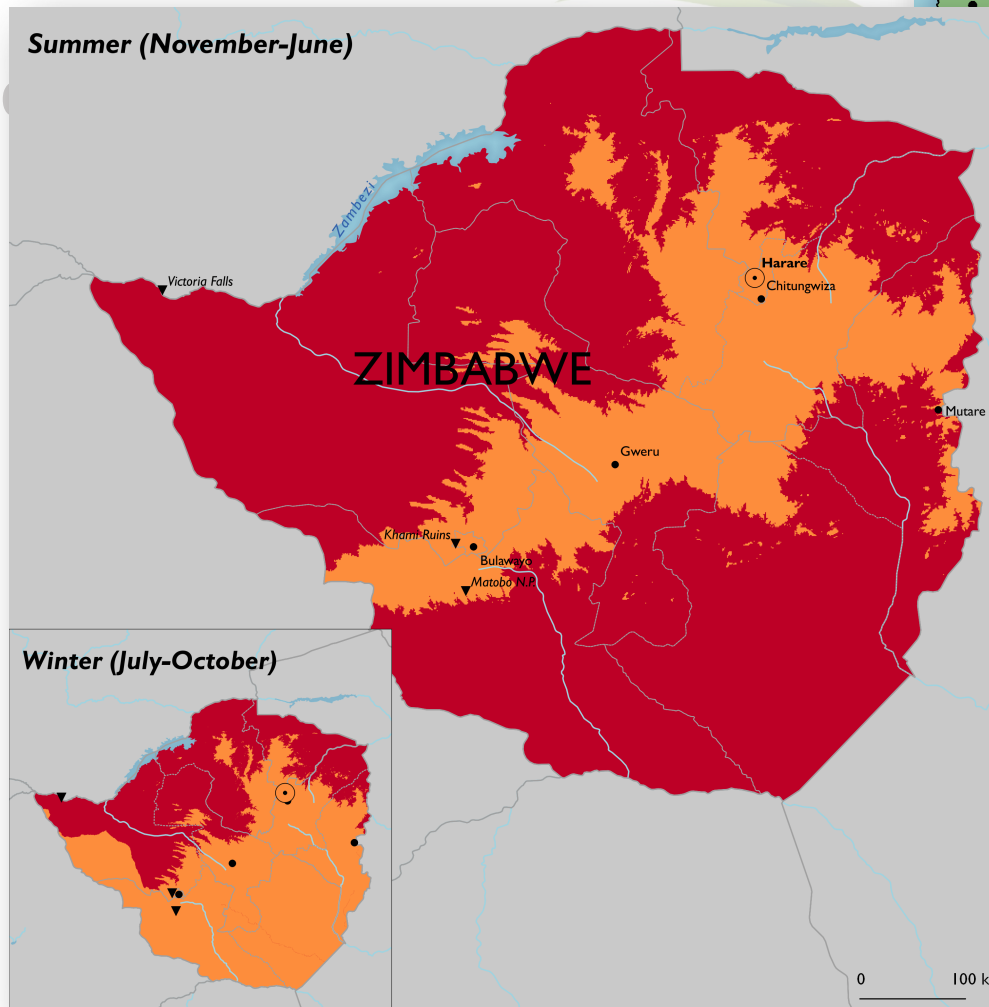 Summer (November-June)
Zambezi
Victoria Falls
Harare
Chitungwiza
ZIMBABWE
Mutare
Gweru
Khami Ruins
Bulawayo
Matobo N.P.
Winter (July-October)
0 100 k